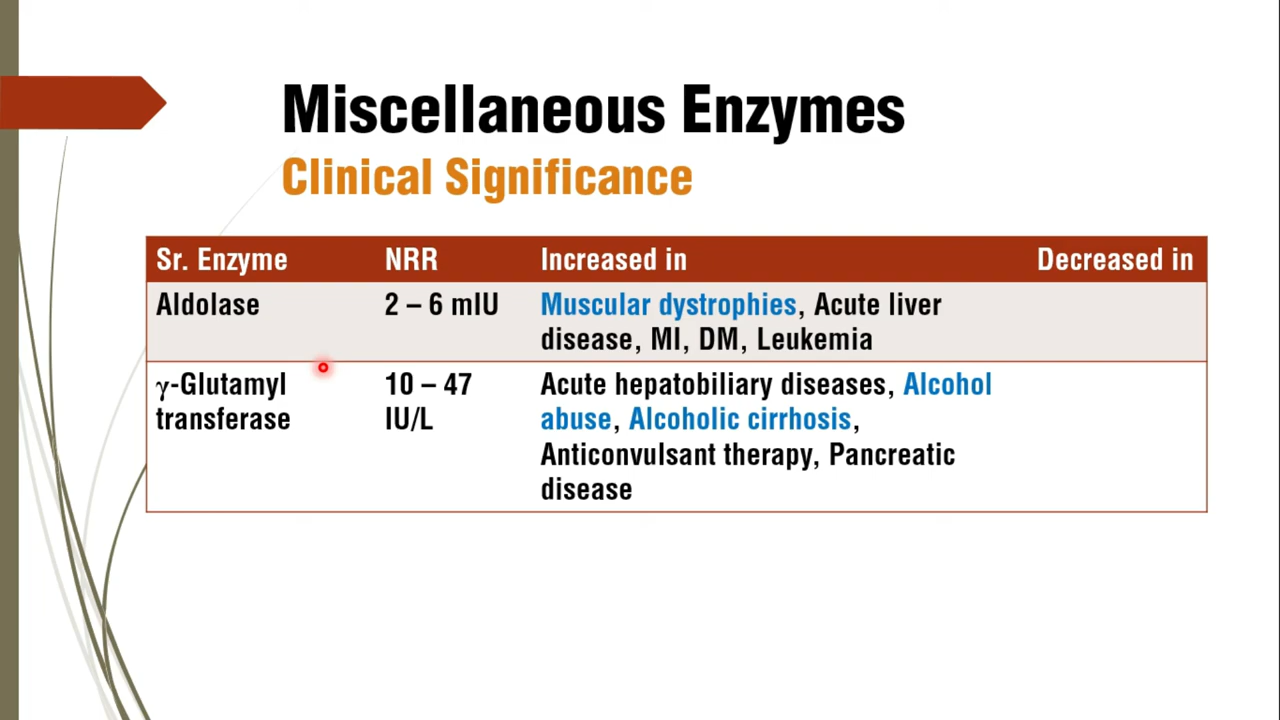 Miscellaneous Enzymes
Clinical Significance
Sr. Enzyme NRR Increased in Decreased in
Aldolase 2 – 6 mIU Muscular dystrophies, Acute liver
disease, MI, DM, Leukemia
γ-Glutamyl 10 – 47 Acute hepatobiliary diseases, Alcohol
transferase IU/L abuse, Alcoholic cirrhosis,
Anticonvulsant therapy, Pancreatic
disease